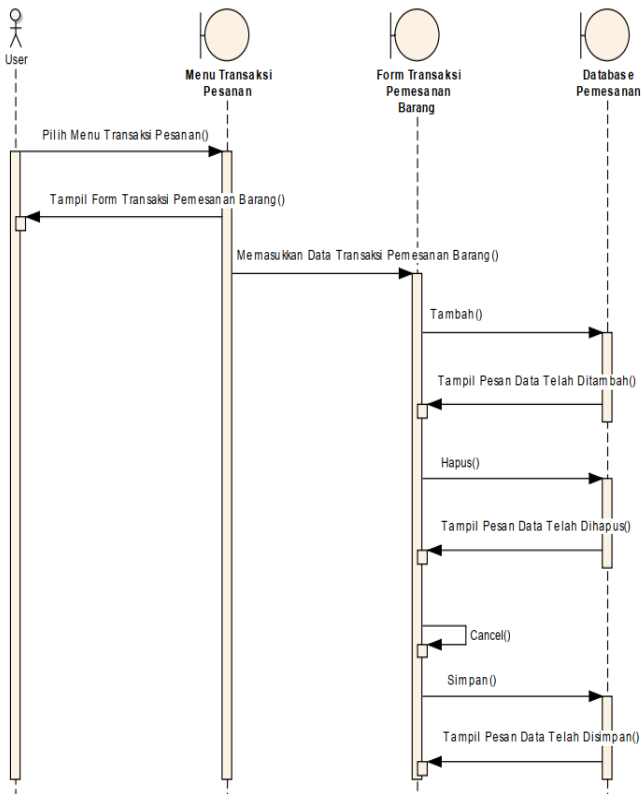 User
Menu Transaksi
Pesanan
Form Transaksi
Pemesanan
Barang
Database
Pemesanan
Pilih Menu Transaksi Pesanan()
Tampil Form Transaksi Pemesanan Barang()
Memasukkan Data Transaksi Pemesanan Barang()
Tambah()
Tampil Pesan Data Telah Ditambah()
Hapus()
Tampil Pesan Data Telah Dihapus()
Cancel()
Simpan()
Tampil Pesan Data Telah Disimpan()